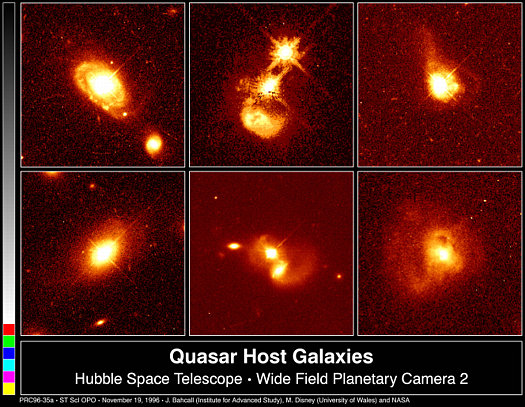 Quasar Host Galaxies
Hubble Space Telescope • Wide Field Planetary Camera 2
PRC96-35a • ST ScI OPO • November 19, 1996 • J. Bahcall (Institute for Advanced Study), M. Disney (University of Wales) and NASA